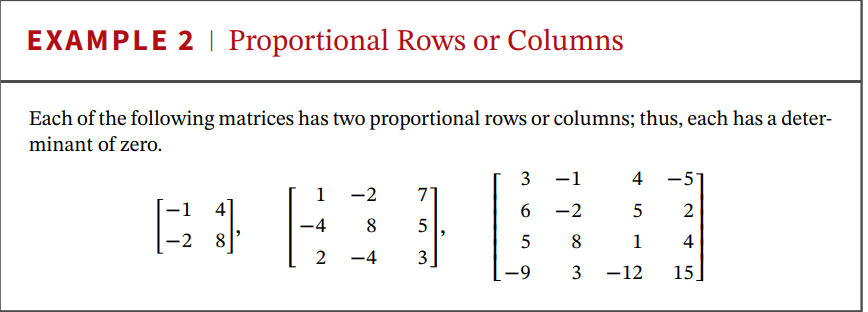 EXAMPLE 2 | Proportional Rows or Columns
Each of the following matrices has two proportional rows or columns; thus, each has a deter-
minant of zero.
[−1 4
−2 8],
[1 −2 7
−4 8 5
2 −4 3],
[3 −1 4 −5
6 −2 5 2
5 8 1 4
−9 3 −12 15]